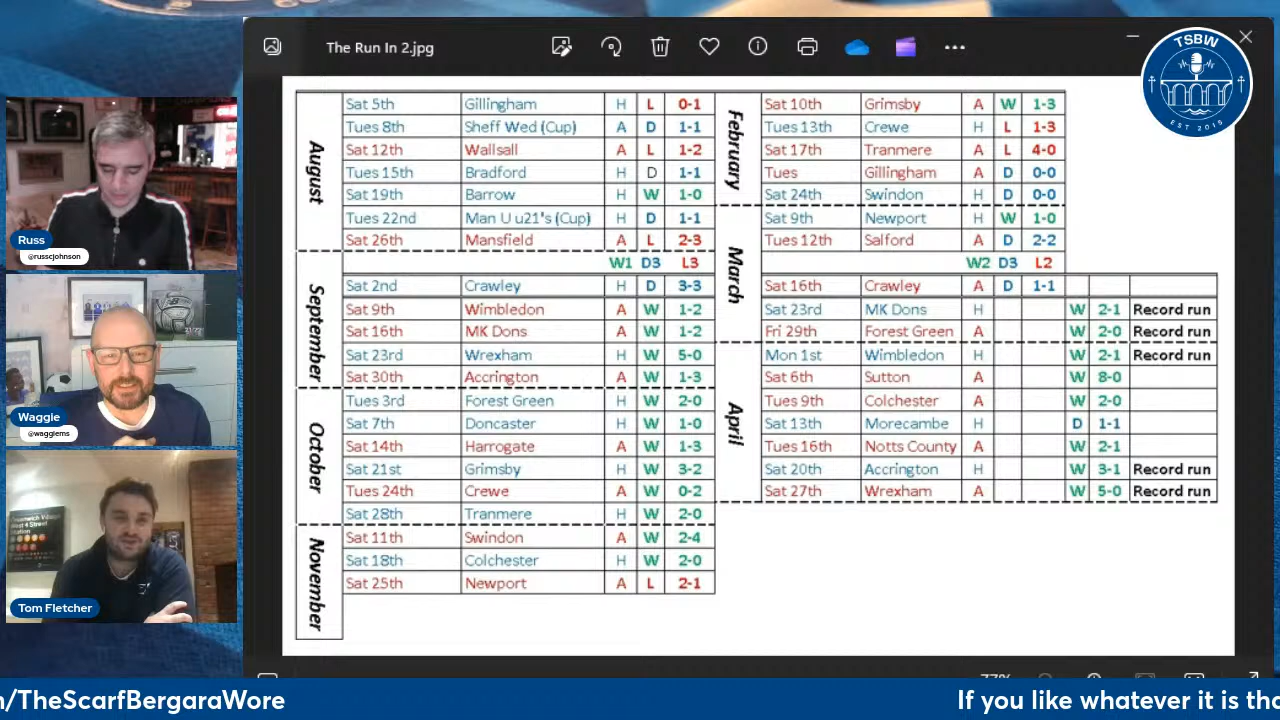 The Run In 2.jpg
TSBW
EST 2015
August
Sat 5th Gillingham H L 0-1
Tues 8th Sheff Wed (Cup) A D 1-1
Sat 12th Wallsall A L 1-2
Tues 15th Bradford H D 1-1
Sat 19th Barrow H W 1-0
Tues 22nd Man U u21's (Cup) H D 1-1
Sat 26th Mansfield A L 2-3
W1 D3 L3
September
Sat 2nd Crawley H D 3-3
Sat 9th Wimbledon A W 1-2
Sat 16th MK Dons A W 1-2
Sat 23rd Wrexham H W 5-0
Sat 30th Accrington A W 1-3
October
Tues 3rd Forest Green H W 2-0
Sat 7th Doncaster H W 1-0
Sat 14th Harrogate A W 1-3
Sat 21st Grimsby H W 3-2
Tues 24th Crewe A W 0-2
Sat 28th Tranmere H W 2-0
November
Sat 11th Swindon A W 2-4
Sat 18th Colchester H W 2-0
Sat 25th Newport A L 2-1
February
Sat 10th Grimsby A W 1-3
Tues 13th Crewe H L 1-3
Sat 17th Tranmere A L 4-0
Tues Gillingham A D 0-0
Sat 24th Swindon H D 0-0
March
Sat 9th Newport H W 1-0
Tues 12th Salford A D 2-2
W2 D3 L2
Sat 16th Crawley A D 1-1
Sat 23rd MK Dons H W 2-1 Record run
Fri 29th Forest Green A W 2-0 Record run
April
Mon 1st Wimbledon H W 2-1 Record run
Sat 6th Sutton A W 8-0
Tues 9th Colchester A W 2-0
Sat 13th Morecambe H D 1-1
Tues 16th Notts County A W 2-1
Sat 20th Accrington H W 3-1 Record run
Sat 27th Wrexham A W 5-0 Record run
Russ
@russcjohnson
Waggie
@waggiems
Tom Fletcher
77%
/TheScarfBergaraWore
If you like whatever it is